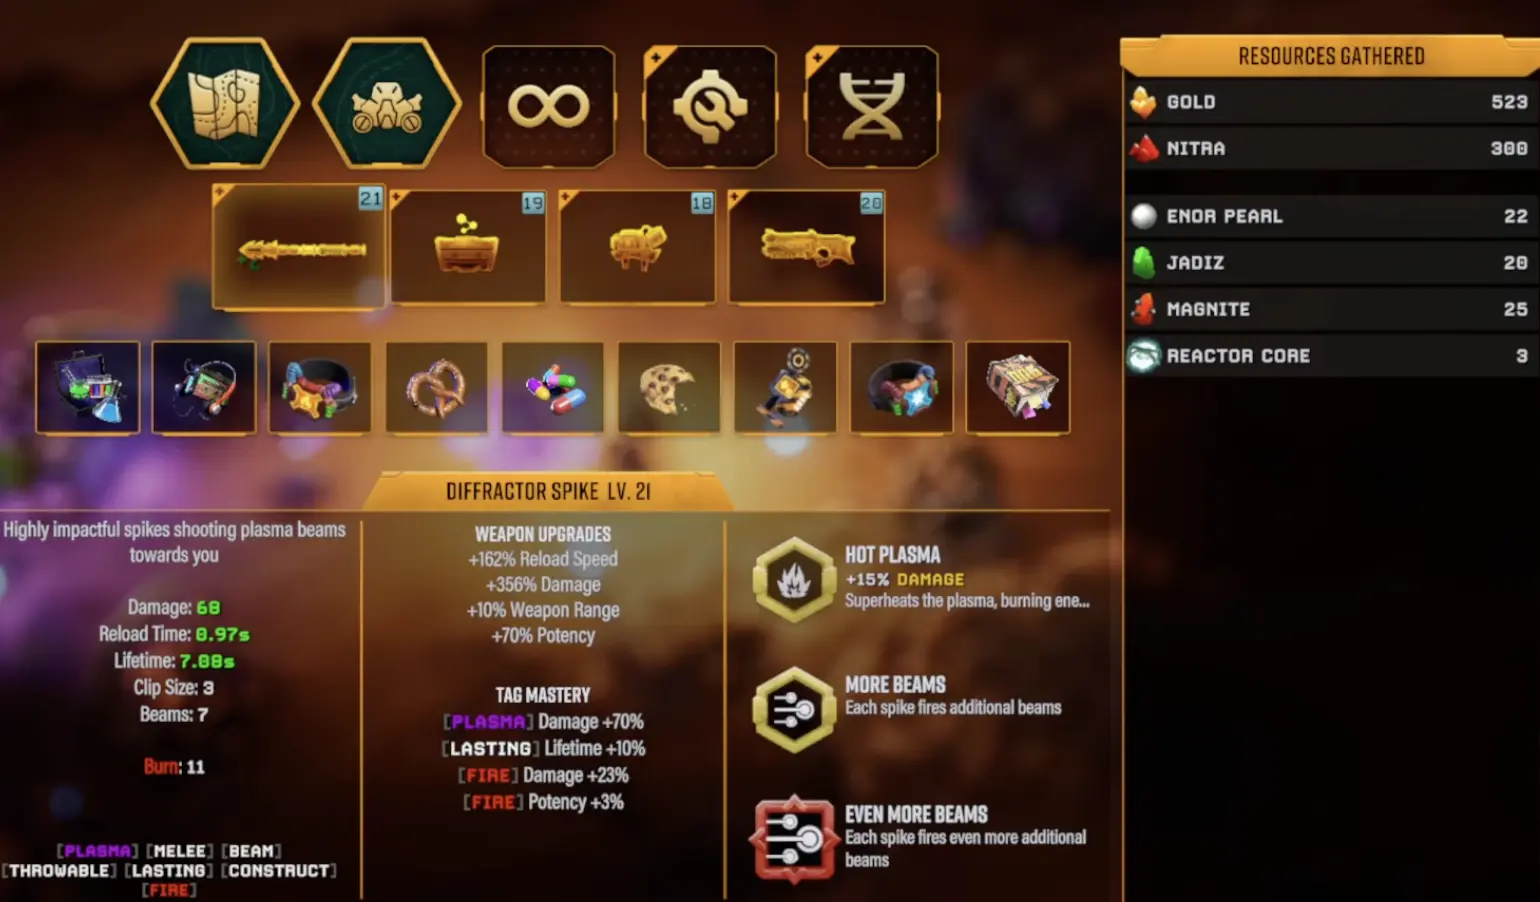 21
19
18
20
DIFFRACTOR SPIKE LV. 21
Highly impactful spikes shooting plasma beams
towards you
Damage: 68
Reload Time: 0.97s
Lifetime: 7.08s
Clip Size: 3
Beams: 7
Burn: 11
[PLASMA] [MELEE] [BEAM]
[THROWABLE] [LASTING] [CONSTRUCT]
[FIRE]
WEAPON UPGRADES
+162% Reload Speed
+356% Damage
+10% Weapon Range
+70% Potency
TAG MASTERY
[PLASMA] Damage +70%
[LASTING] Lifetime +10%
[FIRE] Damage +23%
[FIRE] Potency +3%
HOT PLASMA
+15% DAMAGE
Superheats the plasma, burning ene...
MORE BEAMS
Each spike fires additional beams
EVEN MORE BEAMS
Each spike fires even more additional
beams
RESOURCES GATHERED
GOLD 523
NITRA 300
ENOR PEARL 22
JADIZ 20
MAGNITE 25
REACTOR CORE 3